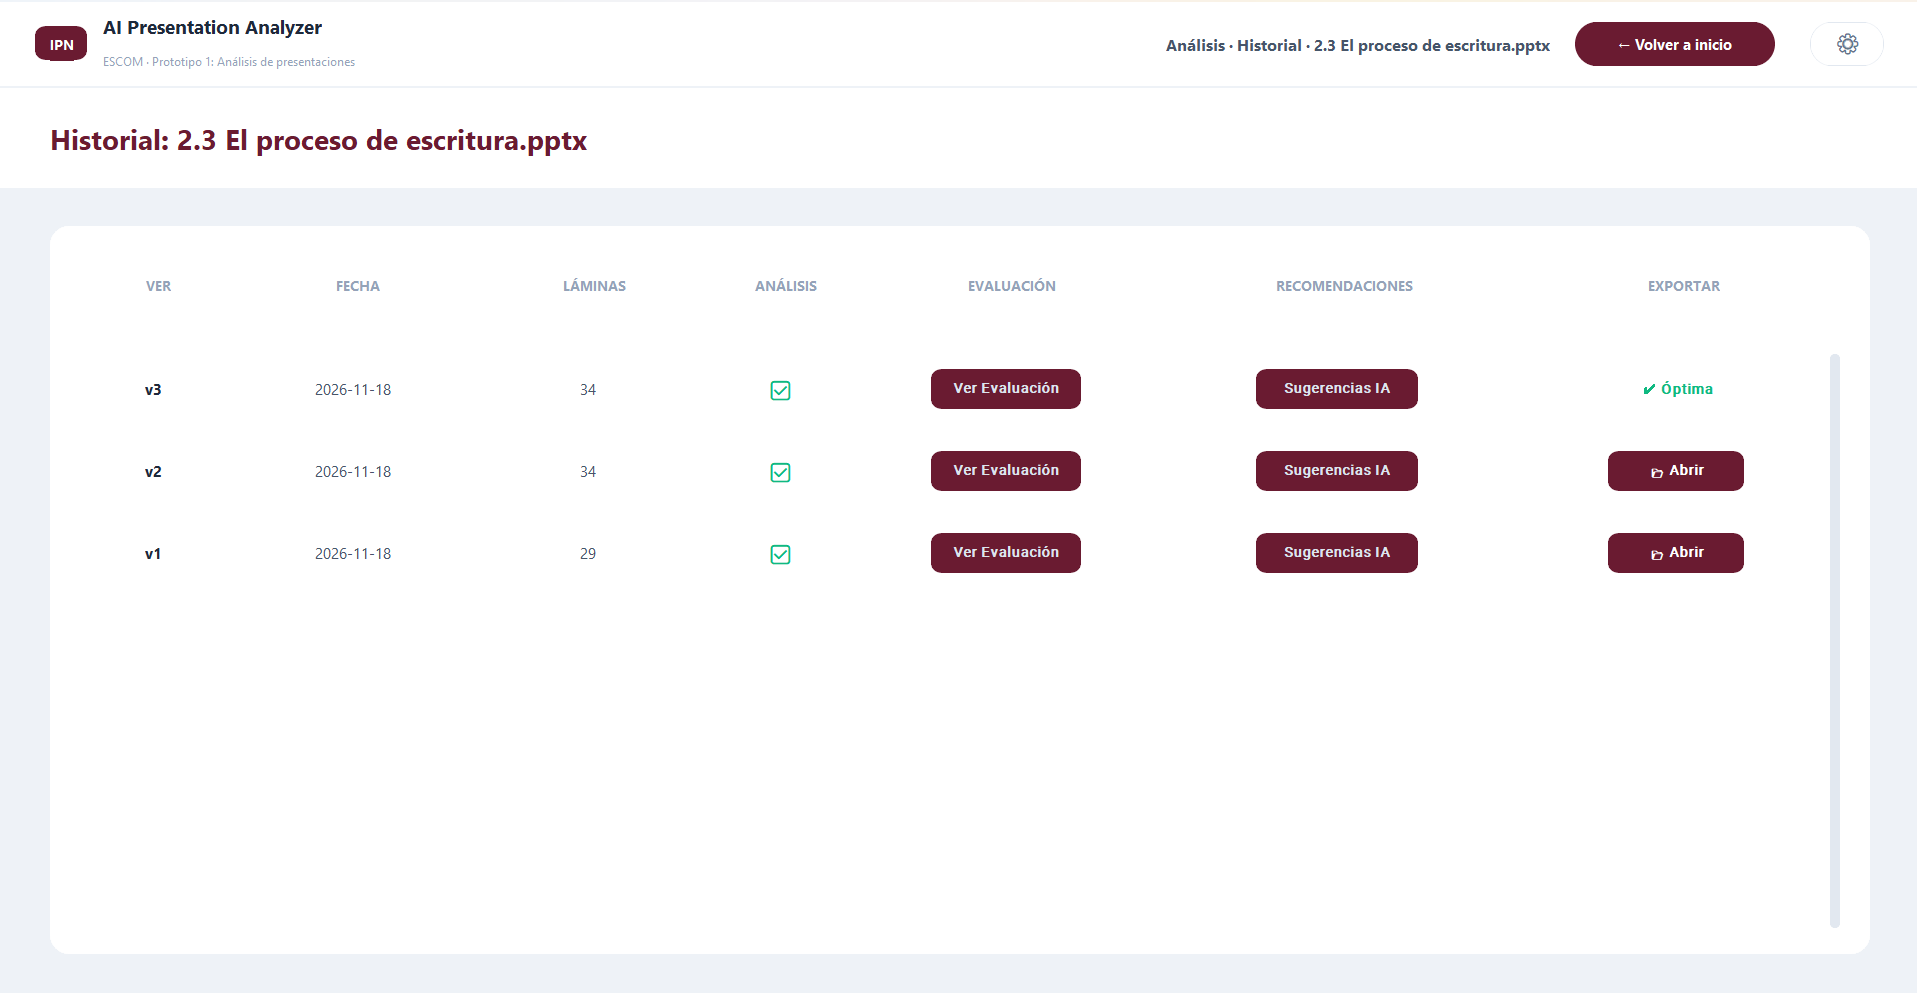 IPN
AI Presentation Analyzer
ESCOM · Prototipo 1: Análisis de presentaciones
Análisis · Historial · 2.3 El proceso de escritura.pptx
← Volver a inicio
Historial: 2.3 El proceso de escritura.pptx
VER FECHA LÁMINAS ANÁLISIS EVALUACIÓN RECOMENDACIONES EXPORTAR
v3 2026-11-18 34 Ver Evaluación Sugerencias IA ✔ Óptima
v2 2026-11-18 34 Ver Evaluación Sugerencias IA Abrir
v1 2026-11-18 29 Ver Evaluación Sugerencias IA Abrir